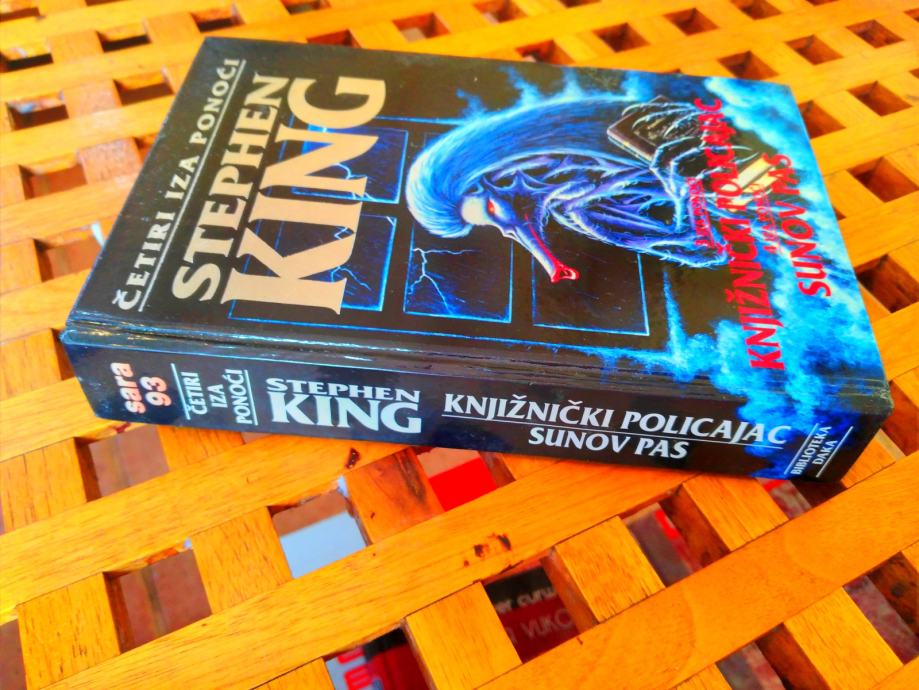 ČETIRI IZA PONOĆI
STEPHEN
KING
KNJIŽNIČKI POLICAJAC
SUNOV PAS
sara
93
ČETIRI
IZA
PONOĆI
STEPHEN
KING
KNJIŽNIČKI POLICAJAC
SUNOV PAS
BIBLIOTEKA
DAKA